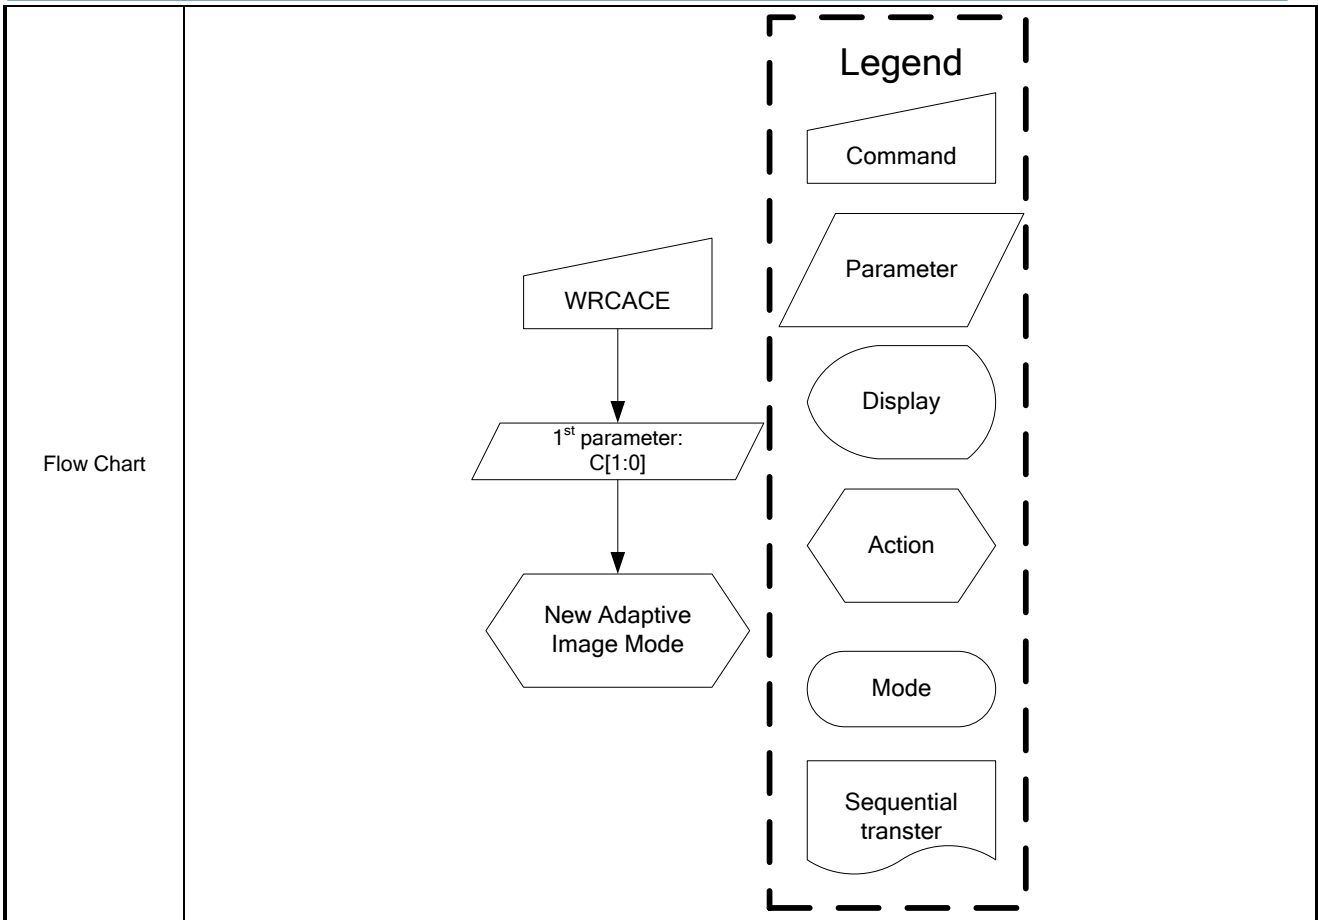 Flow Chart
WRCACE
1st parameter:
C[1:0]
New Adaptive
Image Mode
Legend
Command
Parameter
Display
Action
Mode
Sequential
transter